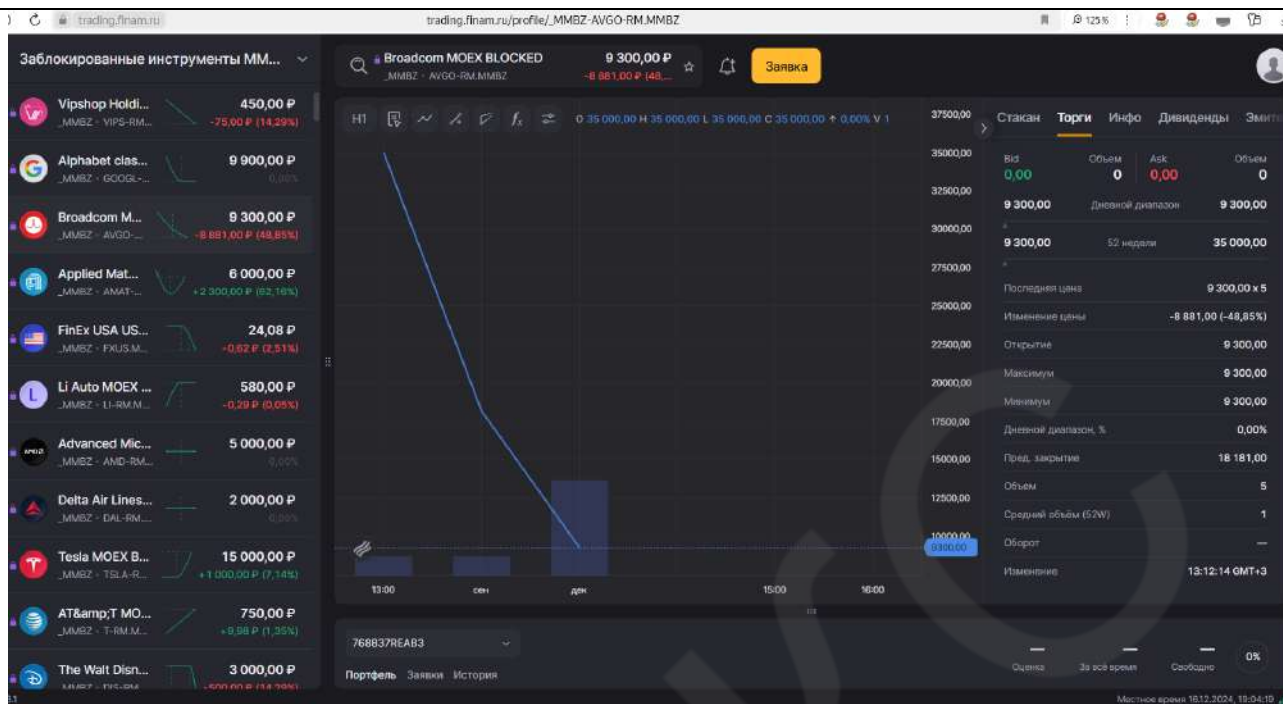 trading.finam.ru
trading.finam.ru/profile/_MMBZ-AVGO-RM.MMBZ
125 %
Заблокированные инструменты MM...
Vipshop Holdi...
450,00 ₽
_MMBZ - VIPS-RM...
-75,00 ₽ (14,29%)
Alphabet clas...
9 900,00 ₽
_MMBZ - GOOGL-...
0,00%
Broadcom M...
9 300,00 ₽
_MMBZ - AVGO-...
-8 881,00 ₽ (48,85%)
Applied Mat...
6 000,00 ₽
_MMBZ - AMAT-...
+2 300,00 ₽ (62,16%)
FinEx USA US...
24,08 ₽
_MMBZ - FXUS.M...
-0,62 ₽ (2,51%)
L
Li Auto MOEX ...
580,00 ₽
_MMBZ - LI-RM.M...
-0,29 ₽ (0,05%)
AMD
Advanced Mic...
5 000,00 ₽
_MMBZ - AMD-RM...
0,00%
Delta Air Lines...
2 000,00 ₽
_MMBZ - DAL-RM....
0,00%
Tesla MOEX B...
15 000,00 ₽
_MMBZ - TSLA-R...
+1 000,00 ₽ (7,14%)
AT&amp;T MO...
750,00 ₽
_MMBZ - T-RM.M...
+9,98 ₽ (1,35%)
The Walt Disn...
3 000,00 ₽
_MMBZ - DIS-RM
-500,00 ₽ (14,29%)
Broadcom MOEX BLOCKED
9 300,00 ₽
_MMBZ - AVGO-RM.MMBZ
-8 881,00 ₽ (48,...
Заявка
H1
O 35 000,00 H 35 000,00 L 35 000,00 C 35 000,00 ↑ 0,00% V 1
37500,00
35000,00
32500,00
30000,00
27500,00
25000,00
22500,00
20000,00
17500,00
15000,00
12500,00
10000,00
9300,00
13:00
сен
дек
15:00
16:00
768837REAB3
Портфель Заявки История
Стакан Торги Инфо Дивиденды Эмит
Bid Объем Ask Объем
0,00 0 0,00 0
9 300,00 Дневной диапазон 9 300,00
9 300,00 52 недели 35 000,00
Последняя цена 9 300,00 x 5
Изменение цены -8 881,00 (-48,85%)
Открытие 9 300,00
Максимум 9 300,00
Минимум 9 300,00
Дневной диапазон, % 0,00%
Пред. закрытие 18 181,00
Объем 5
Средний объём (52W) 1
Оборот —
Изменение 13:12:14 GMT+3
— — — 0%
Оценка За всё время Свободно
Местное время 16.12.2024, 19:04:19